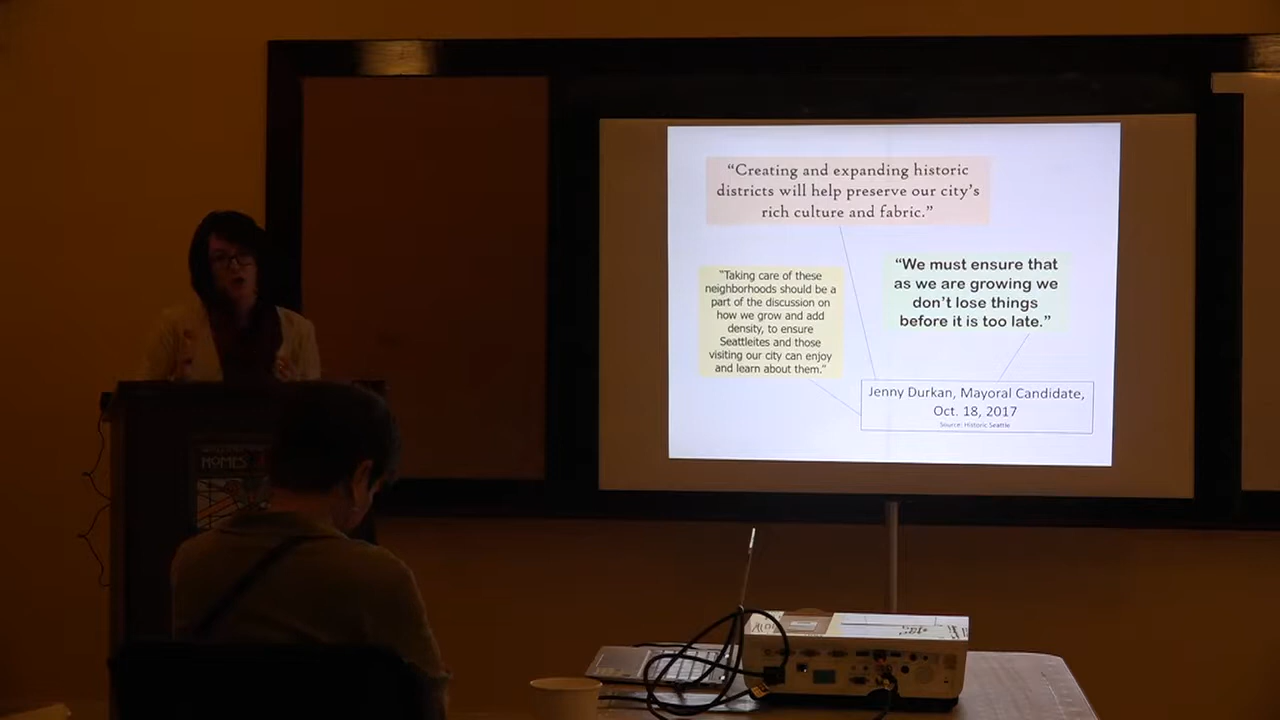 “Creating and expanding historic
districts will help preserve our city’s
rich culture and fabric.”
“Taking care of these
neighborhoods should be a
part of the discussion on
how we grow and add
density, to ensure
Seattleites and those
visiting our city can enjoy
and learn about them.”
“We must ensure that
as we are growing we
don’t lose things
before it is too late.”
Jenny Durkan, Mayoral Candidate,
Oct. 18, 2017
Source: Historic Seattle
HOMES